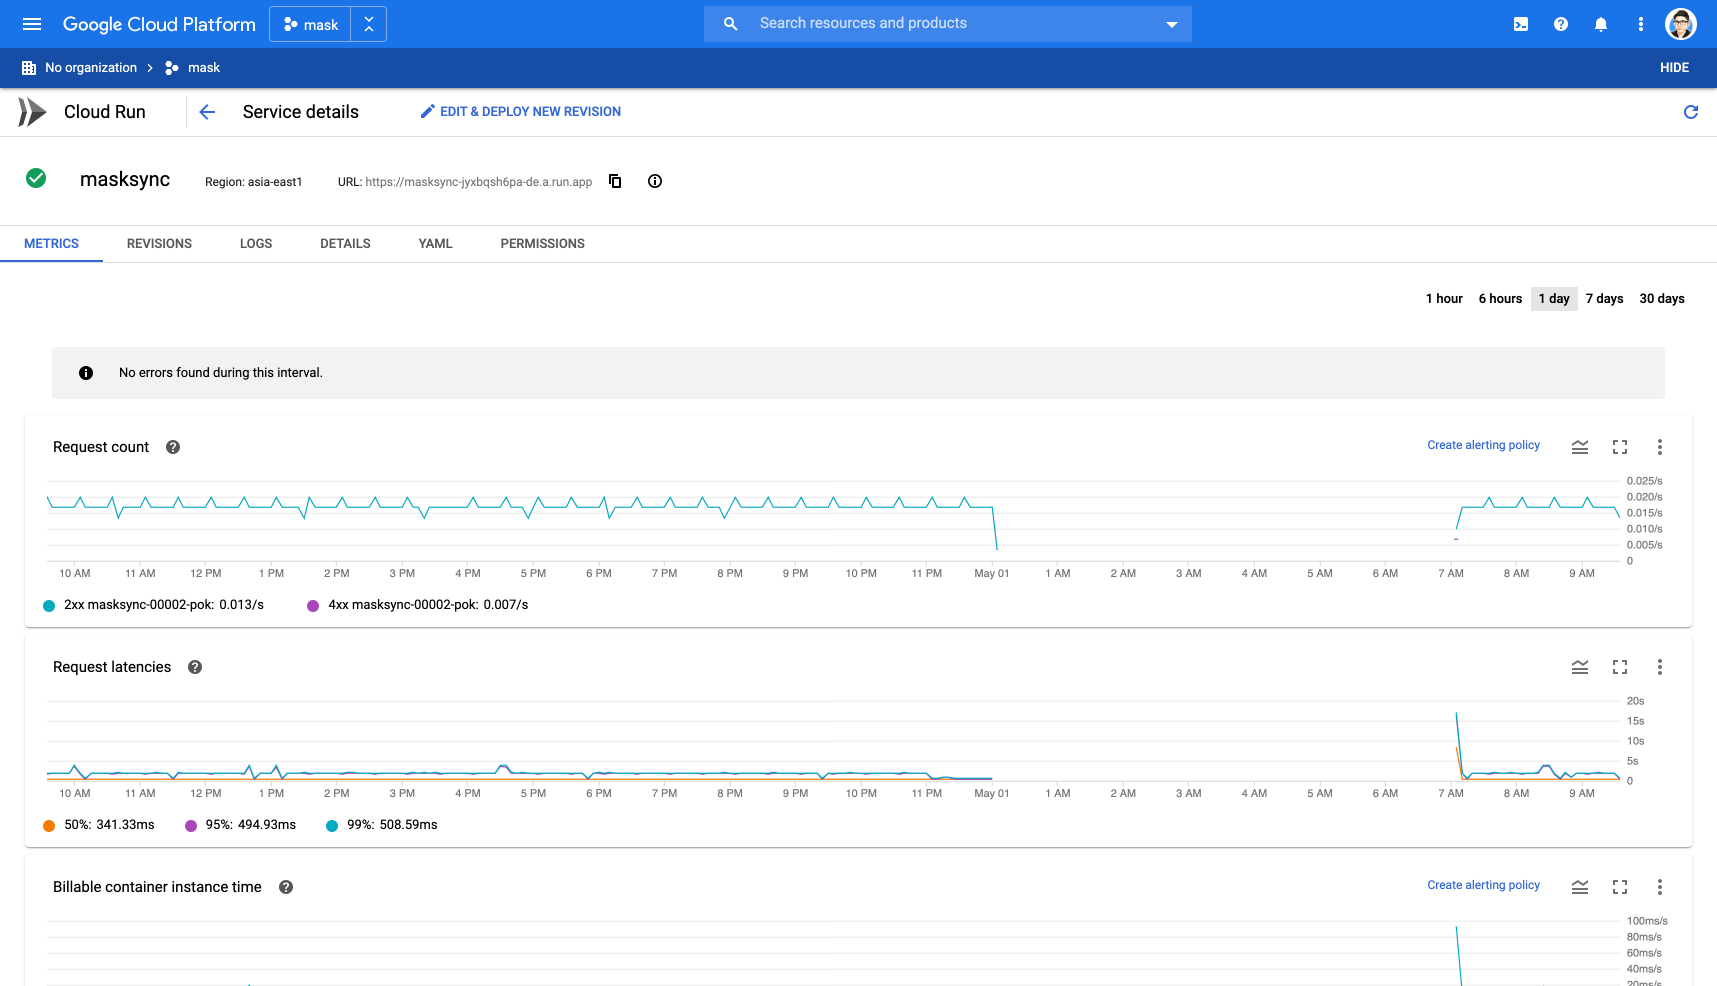 Google Cloud Platform
mask
Search resources and products
No organization
mask
HIDE
Cloud Run
Service details
EDIT & DEPLOY NEW REVISION
masksync
Region: asia-east1
URL: https://masksync-jyxbqsh6pa-de.a.run.app
METRICS
REVISIONS
LOGS
DETAILS
YAML
PERMISSIONS
1 hour
6 hours
1 day
7 days
30 days
No errors found during this interval.
Request count
Create alerting policy
0.025/s
0.020/s
0.015/s
0.010/s
0.005/s
0
10 AM 11 AM 12 PM 1 PM 2 PM 3 PM 4 PM 5 PM 6 PM 7 PM 8 PM 9 PM 10 PM 11 PM May 01 1 AM 2 AM 3 AM 4 AM 5 AM 6 AM 7 AM 8 AM 9 AM
2xx masksync-00002-pok: 0.013/s
4xx masksync-00002-pok: 0.007/s
Request latencies
20s
15s
10s
5s
0
10 AM 11 AM 12 PM 1 PM 2 PM 3 PM 4 PM 5 PM 6 PM 7 PM 8 PM 9 PM 10 PM 11 PM May 01 1 AM 2 AM 3 AM 4 AM 5 AM 6 AM 7 AM 8 AM 9 AM
50%: 341.33ms
95%: 494.93ms
99%: 508.59ms
Billable container instance time
Create alerting policy
100ms/s
80ms/s
60ms/s
40ms/s
20ms/s